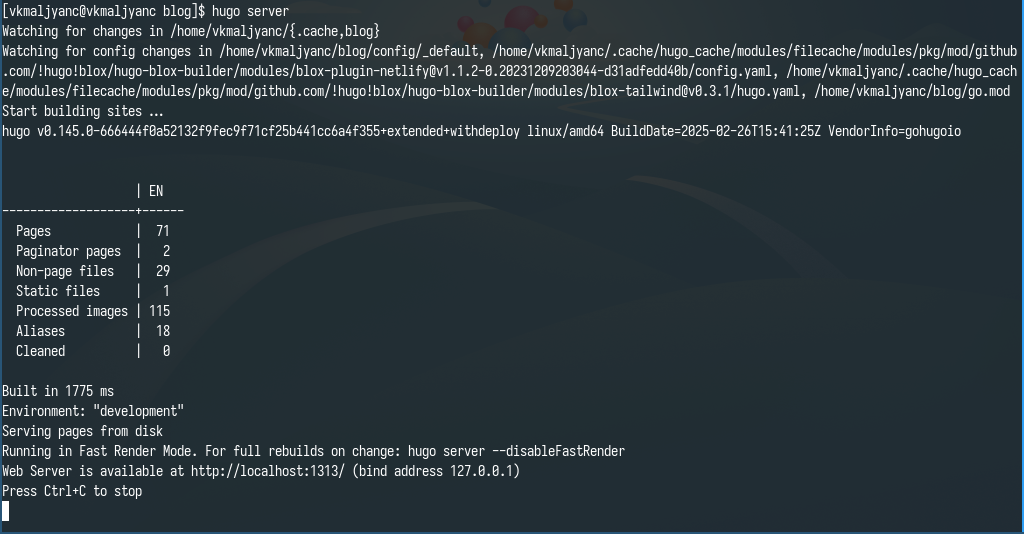 [vkmaljyanc@vkmaljyanc blog]$ hugo server
Watching for changes in /home/vkmaljyanc/{.cache,blog}
Watching for config changes in /home/vkmaljyanc/blog/config/_default, /home/vkmaljyanc/.cache/hugo_cache/modules/filecache/modules/pkg/mod/github
.com/!hugo!blox/hugo-blox-builder/modules/blox-plugin-netlify@v1.1.2-0.20231209203044-d31adfedd40b/config.yaml, /home/vkmaljyanc/.cache/hugo_cach
e/modules/filecache/modules/pkg/mod/github.com/!hugo!blox/hugo-blox-builder/modules/blox-tailwind@v0.3.1/hugo.yaml, /home/vkmaljyanc/blog/go.mod
Start building sites …
hugo v0.145.0-666444f0a52132f9fec9f71cf25b441cc6a4f355+extended+withdeploy linux/amd64 BuildDate=2025-02-26T15:41:25Z VendorInfo=gohugoio
                   | EN
-------------------+------
  Pages            |  71
  Paginator pages  |   2
  Non-page files   |  29
  Static files     |   1
  Processed images | 115
  Aliases          |  18
  Cleaned          |   0
Built in 1775 ms
Environment: "development"
Serving pages from disk
Running in Fast Render Mode. For full rebuilds on change: hugo server --disableFastRender
Web Server is available at http://localhost:1313/ (bind address 127.0.0.1)
Press Ctrl+C to stop